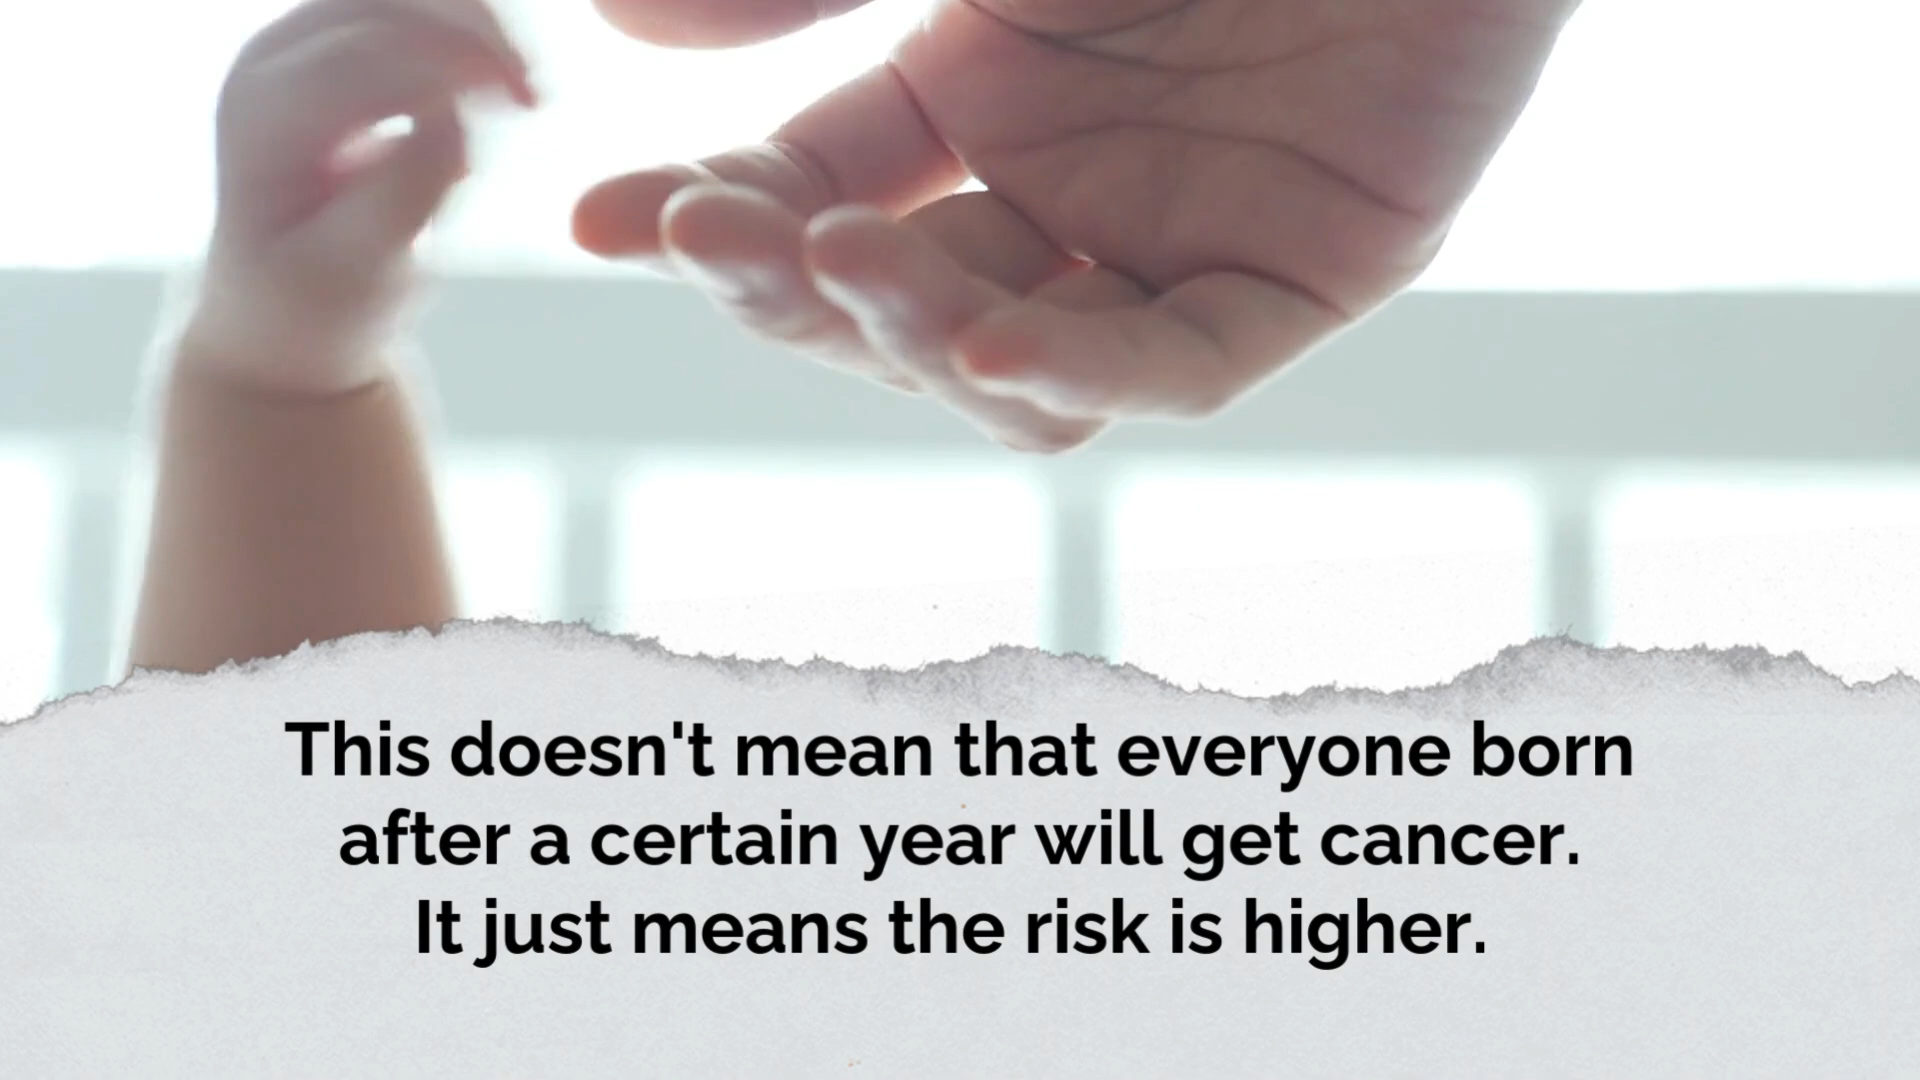 This doesn't mean that everyone born
after a certain year will get cancer.
It just means the risk is higher.